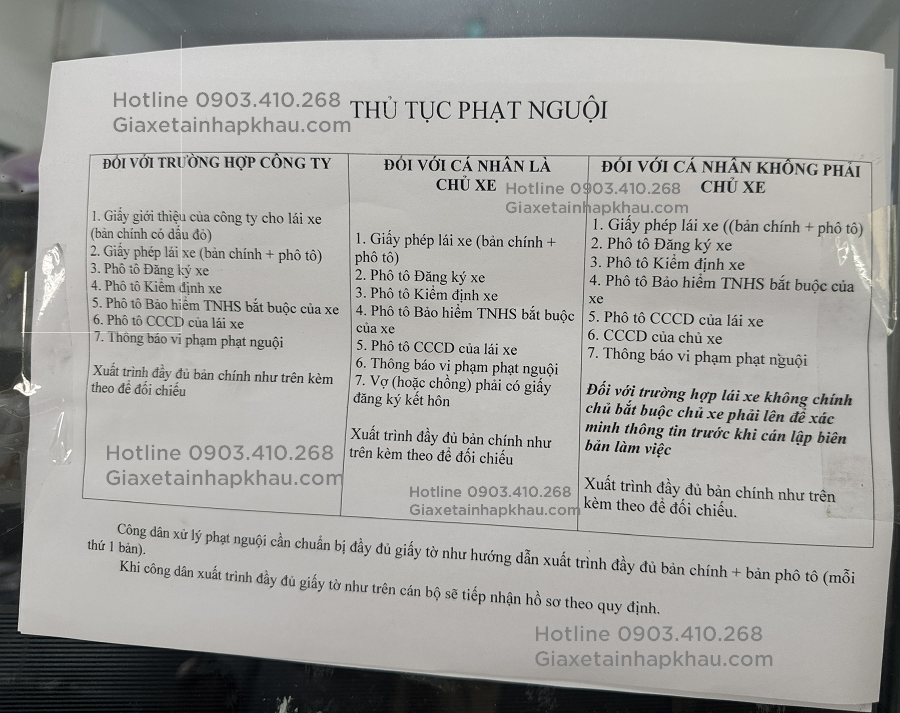 Hotline 0903.410.268
Giaxetainhapkhau.com
THỦ TỤC PHẠT NGUỘI
ĐỐI VỚI TRƯỜNG HỢP CÔNG TY
1. Giấy giới thiệu của công ty cho lái xe
(bản chính có dấu đỏ)
2. Giấy phép lái xe (bản chính + phô tô)
3. Phô tô Đăng ký xe
4. Phô tô Kiểm định xe
5. Phô tô Bảo hiểm TNHS bắt buộc của xe
6. Phô tô CCCD của lái xe
7. Thông báo vi phạm phạt nguội
Xuất trình đầy đủ bản chính như trên kèm
theo để đối chiếu
Hotline 0903.410.268
Giaxetainhapkhau.com
ĐỐI VỚI CÁ NHÂN LÀ
CHỦ XE
1. Giấy phép lái xe (bản chính +
phô tô)
2. Phô tô Đăng ký xe
3. Phô tô Kiểm định xe
4. Phô tô Bảo hiểm TNHS bắt buộc
của xe
5. Phô tô CCCD của lái xe
6. Thông báo vi phạm phạt nguội
7. Vợ (hoặc chồng) phải có giấy
đăng ký kết hôn
Xuất trình đầy đủ bản chính như
trên kèm theo để đối chiếu
Hotline 0903.410.268
Giaxetainhapkhau.com
ĐỐI VỚI CÁ NHÂN KHÔNG PHẢI
CHỦ XE
Hotline 0903.410.268
Giaxetainhapkhau.com
1. Giấy phép lái xe ((bản chính + phô tô)
2. Phô tô Đăng ký xe
3. Phô tô Kiểm định xe
4. Phô tô Bảo hiểm TNHS bắt buộc của
xe
5. Phô tô CCCD của lái xe
6. CCCD của chủ xe
7. Thông báo vi phạm phạt nguội
Đối với trường hợp lái xe không chính
chủ bắt buộc chủ xe phải lên để xác
minh thông tin trước khi cán lập biên
bản làm việc
Xuất trình đầy đủ bản chính như trên
kèm theo để đối chiếu.
Công dân xử lý phạt nguội cần chuẩn bị đầy đủ giấy tờ như hướng dẫn xuất trình đầy đủ bản chính + bản phô tô (mỗi
thứ 1 bản).
Khi công dân xuất trình đầy đủ giấy tờ như trên cán bộ sẽ tiếp nhận hồ sơ theo quy định.
Hotline 0903.410.268
Giaxetainhapkhau.com